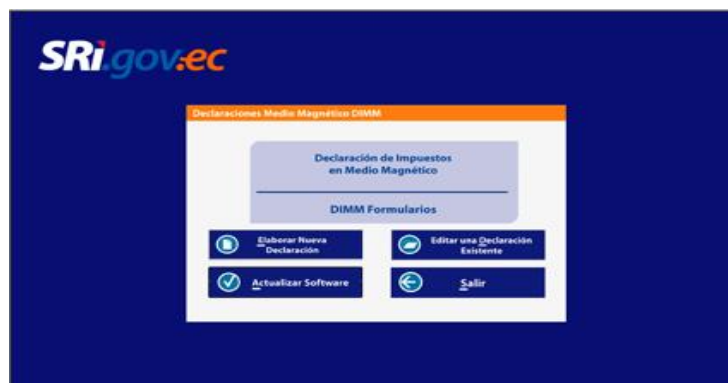 SRi.gov.ec
Declaraciones Medio Magnético DIMM
Declaración de Impuestos
en Medio Magnético
DIMM Formularios
Elaborar Nueva
Declaración
Editar una Declaración
Existente
Actualizar Software
Salir